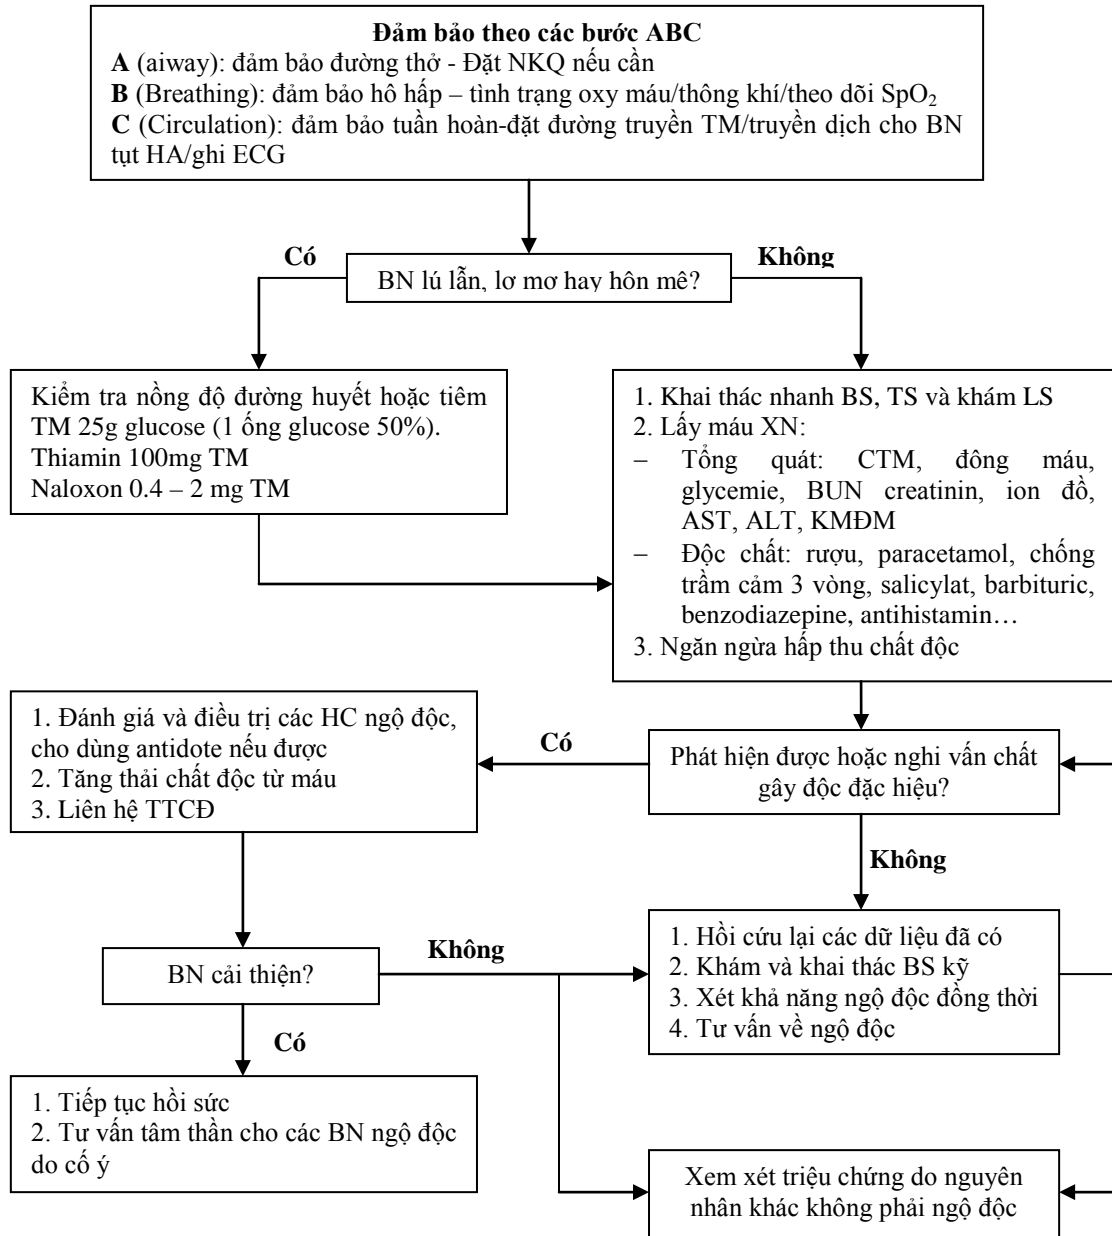 Đảm bảo theo các bước ABC
A (aiway): đảm bảo đường thở - Đặt NKQ nếu cần
B (Breathing): đảm bảo hô hấp – tình trạng oxy máu/thông khí/theo dõi SpO₂
C (Circulation): đảm bảo tuần hoàn-đặt đường truyền TM/truyền dịch cho BN
tụt HA/ghi ECG
Có
Không
BN lú lẫn, lơ mơ hay hôn mê?
Kiểm tra nồng độ đường huyết hoặc tiêm
TM 25g glucose (1 ống glucose 50%).
Thiamin 100mg TM
Naloxon 0.4 – 2 mg TM
1. Khai thác nhanh BS, TS và khám LS
2. Lấy máu XN:
– Tổng quát: CTM, đông máu,
glycemie, BUN creatinin, ion đồ,
AST, ALT, KMĐM
– Độc chất: rượu, paracetamol, chống
trầm cảm 3 vòng, salicylat, barbituric,
benzodiazepine, antihistamin…
3. Ngăn ngừa hấp thu chất độc
1. Đánh giá và điều trị các HC ngộ độc,
cho dùng antidote nếu được
2. Tăng thải chất độc từ máu
3. Liên hệ TTCĐ
Có
Phát hiện được hoặc nghi vấn chất
gây độc đặc hiệu?
Không
BN cải thiện?
Không
1. Hồi cứu lại các dữ liệu đã có
2. Khám và khai thác BS kỹ
3. Xét khả năng ngộ độc đồng thời
4. Tư vấn về ngộ độc
Có
1. Tiếp tục hồi sức
2. Tư vấn tâm thần cho các BN ngộ độc
do cố ý
Xem xét triệu chứng do nguyên
nhân khác không phải ngộ độc